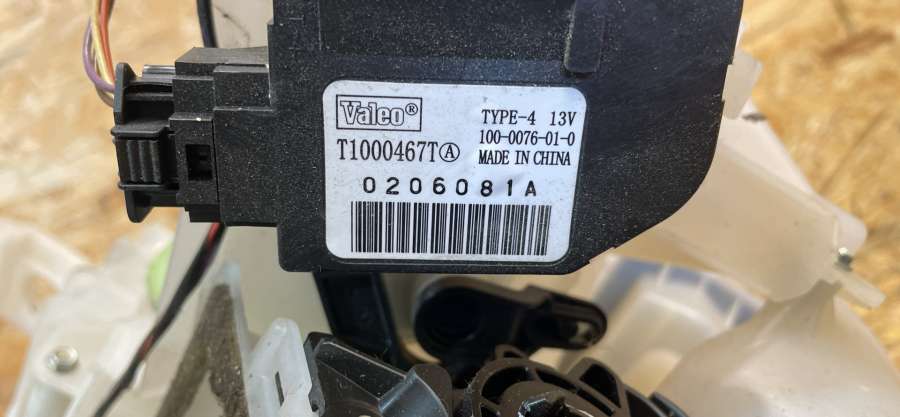 Valeo®
TYPE-4 13V
100-0076-01-0
T1000467TⒶ
MADE IN CHINA
0206081A